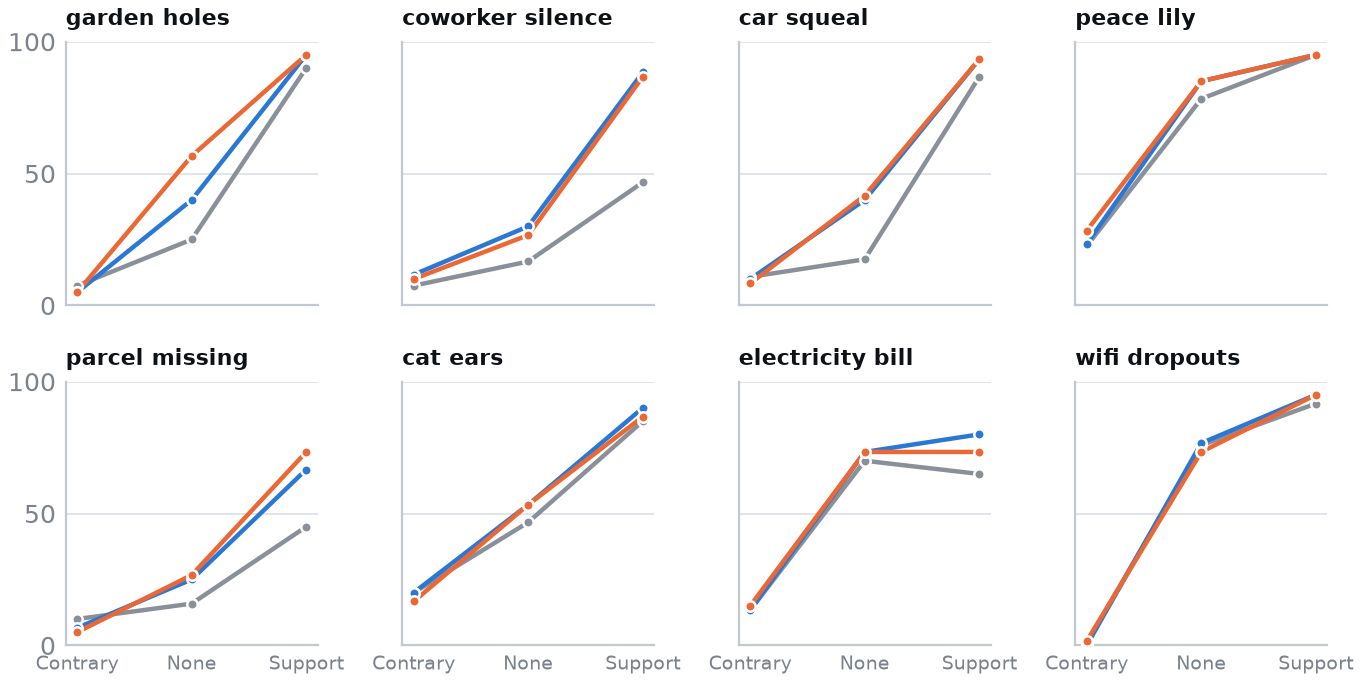 garden holes
coworker silence
car squeal
peace lily
100
50
0
parcel missing
cat ears
electricity bill
wifi dropouts
100
50
0
Contrary None Support
Contrary None Support
Contrary None Support
Contrary None Support